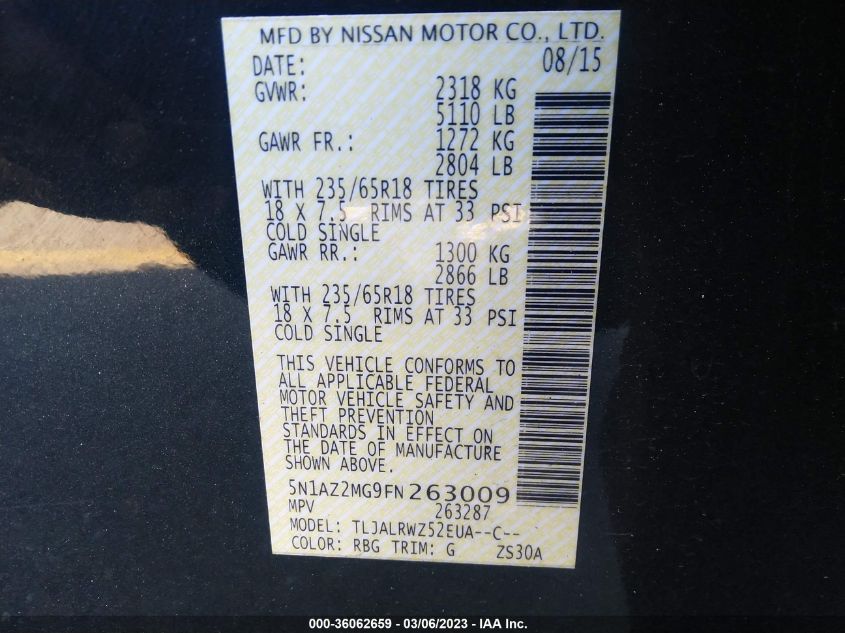 MFD BY NISSAN MOTOR CO., LTD.
DATE: 08/15
GVWR: 2318 KG
5110 LB
GAWR FR.: 1272 KG
2804 LB
WITH 235/65R18 TIRES
18 X 7.5 RIMS AT 33 PSI
COLD SINGLE
GAWR RR.: 1300 KG
2866 LB
WITH 235/65R18 TIRES
18 X 7.5 RIMS AT 33 PSI
COLD SINGLE
THIS VEHICLE CONFORMS TO
ALL APPLICABLE FEDERAL
MOTOR VEHICLE SAFETY AND
THEFT PREVENTION
STANDARDS IN EFFECT ON
THE DATE OF MANUFACTURE
SHOWN ABOVE.
5N1AZ2MG9FN263009
MPV 263287
MODEL: TLJALRWZ52EUA--C--
COLOR: RBG TRIM: G ZS30A
000-36062659 - 03/06/2023 - IAA Inc.